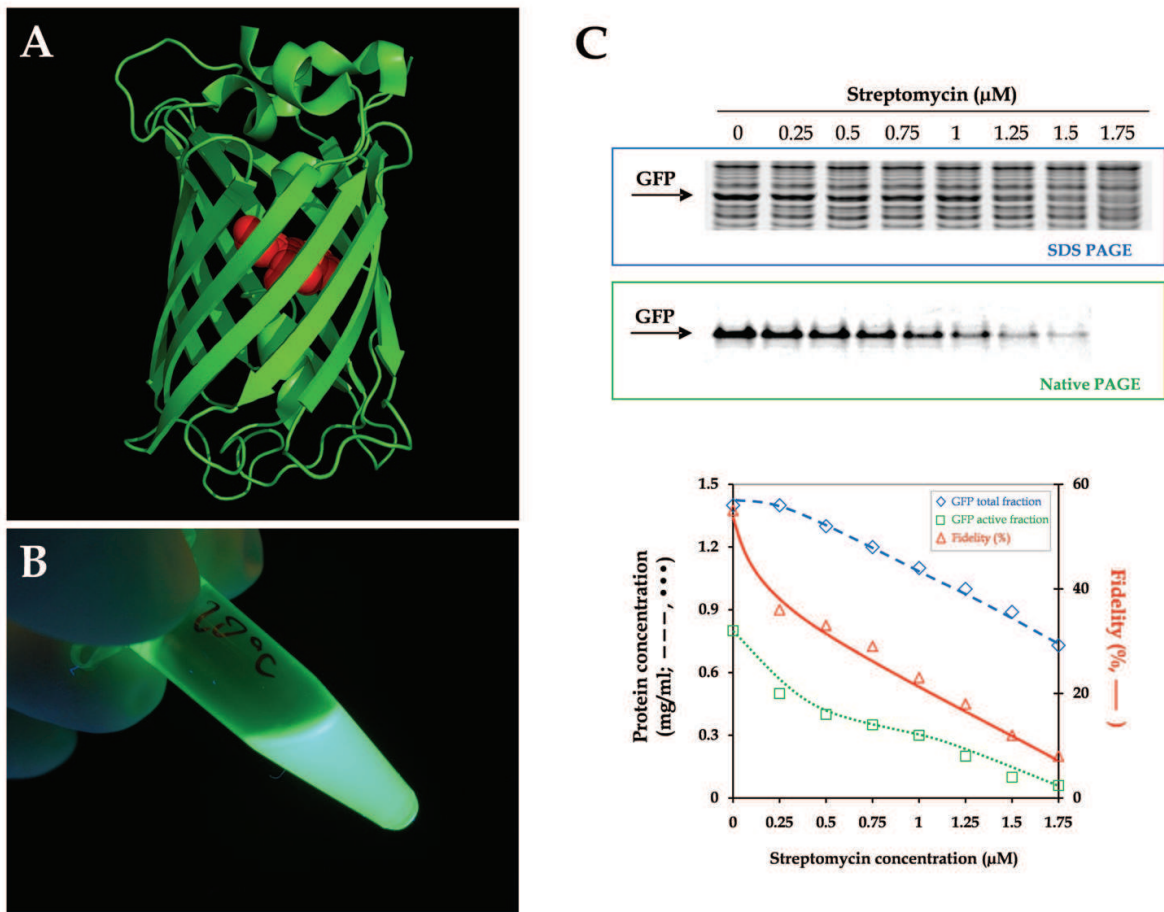 A
B
C
Streptomycin (µM)
0 0.25 0.5 0.75 1 1.25 1.5 1.75
GFP
SDS PAGE
GFP
Native PAGE
1.5
1.2
0.9
0.6
0.3
0
60
40
20
0
GFP total fraction
GFP active fraction
Fidelity (%)
Protein concentration
(mg/ml; − − −, •••)
Fidelity (%, —— )
0 0.25 0.5 0.75 1 1.25 1.5 1.75
Streptomycin concentration (µM)